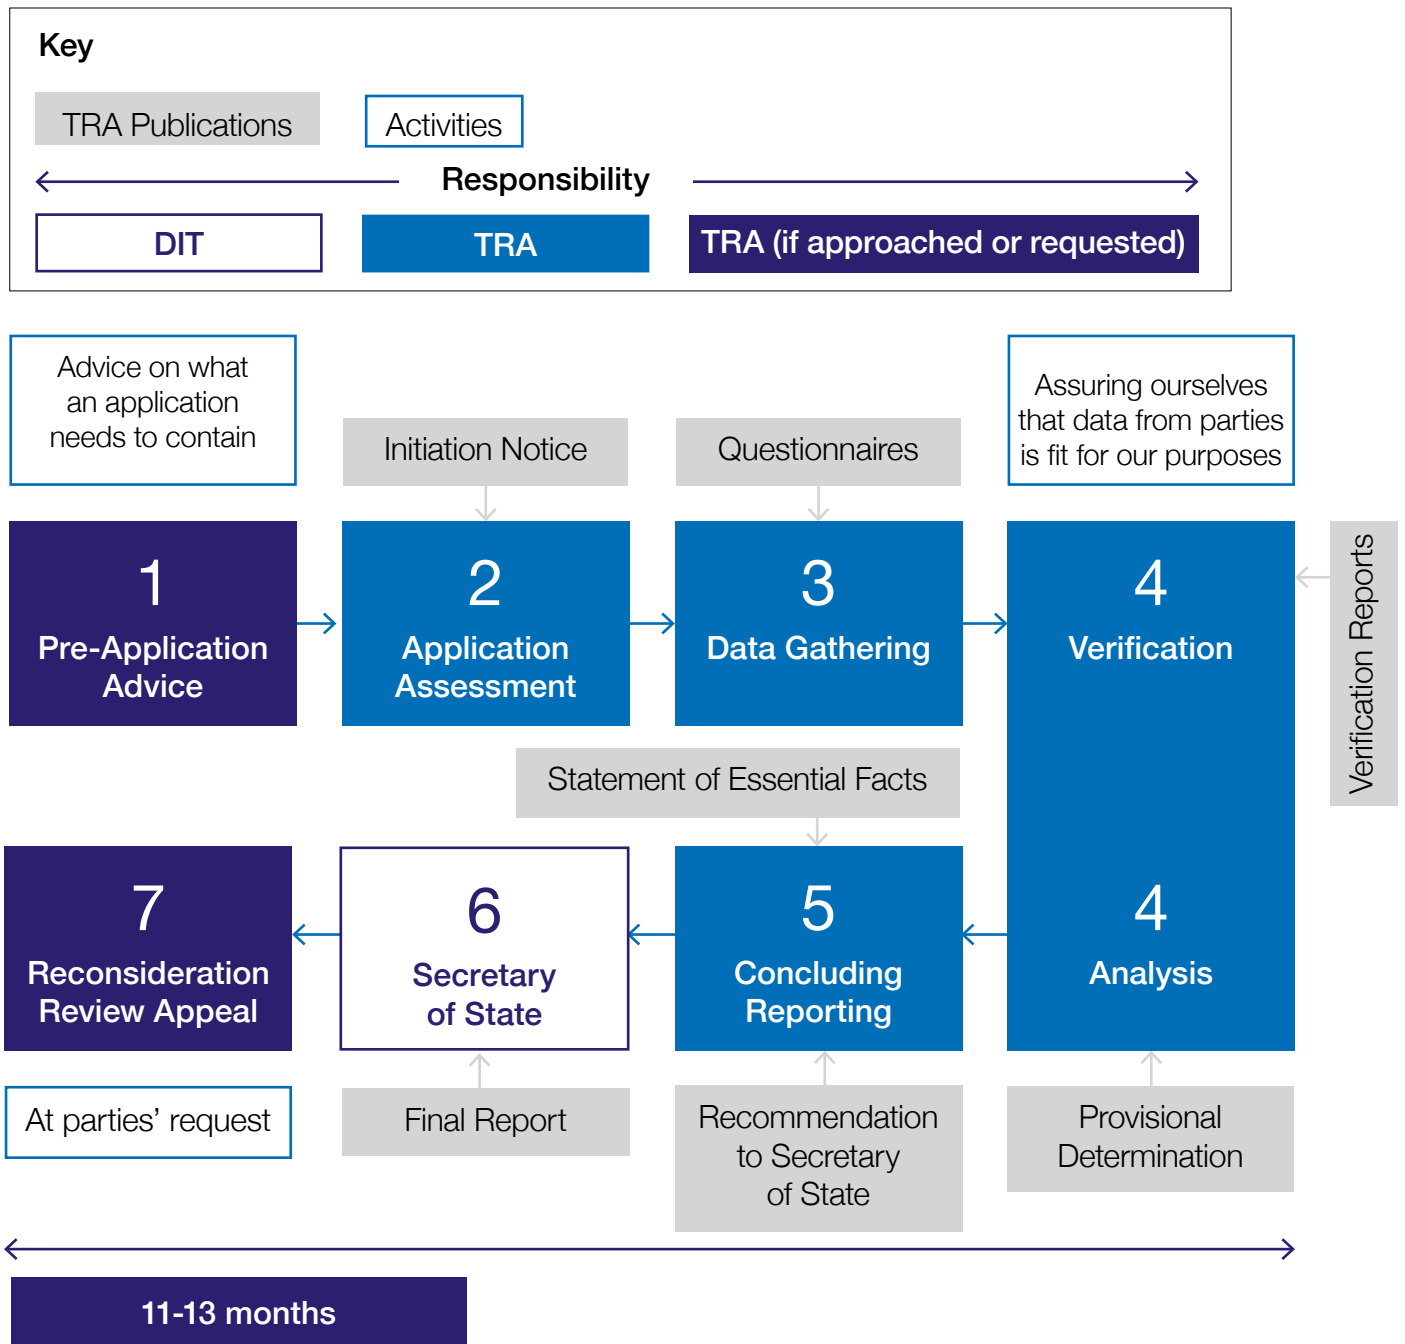 Key
TRA Publications
Activities
Responsibility
DIT
TRA
TRA (if approached or requested)
Advice on what
an application
needs to contain
Initiation Notice
Questionnaires
Assuring ourselves
that data from parties
is fit for our purposes
1
Pre-Application
Advice
2
Application
Assessment
3
Data Gathering
4
Verification
Verification Reports
Statement of Essential Facts
7
Reconsideration
Review Appeal
6
Secretary
of State
5
Concluding
Reporting
4
Analysis
At parties’ request
Final Report
Recommendation
to Secretary
of State
Provisional
Determination
11-13 months